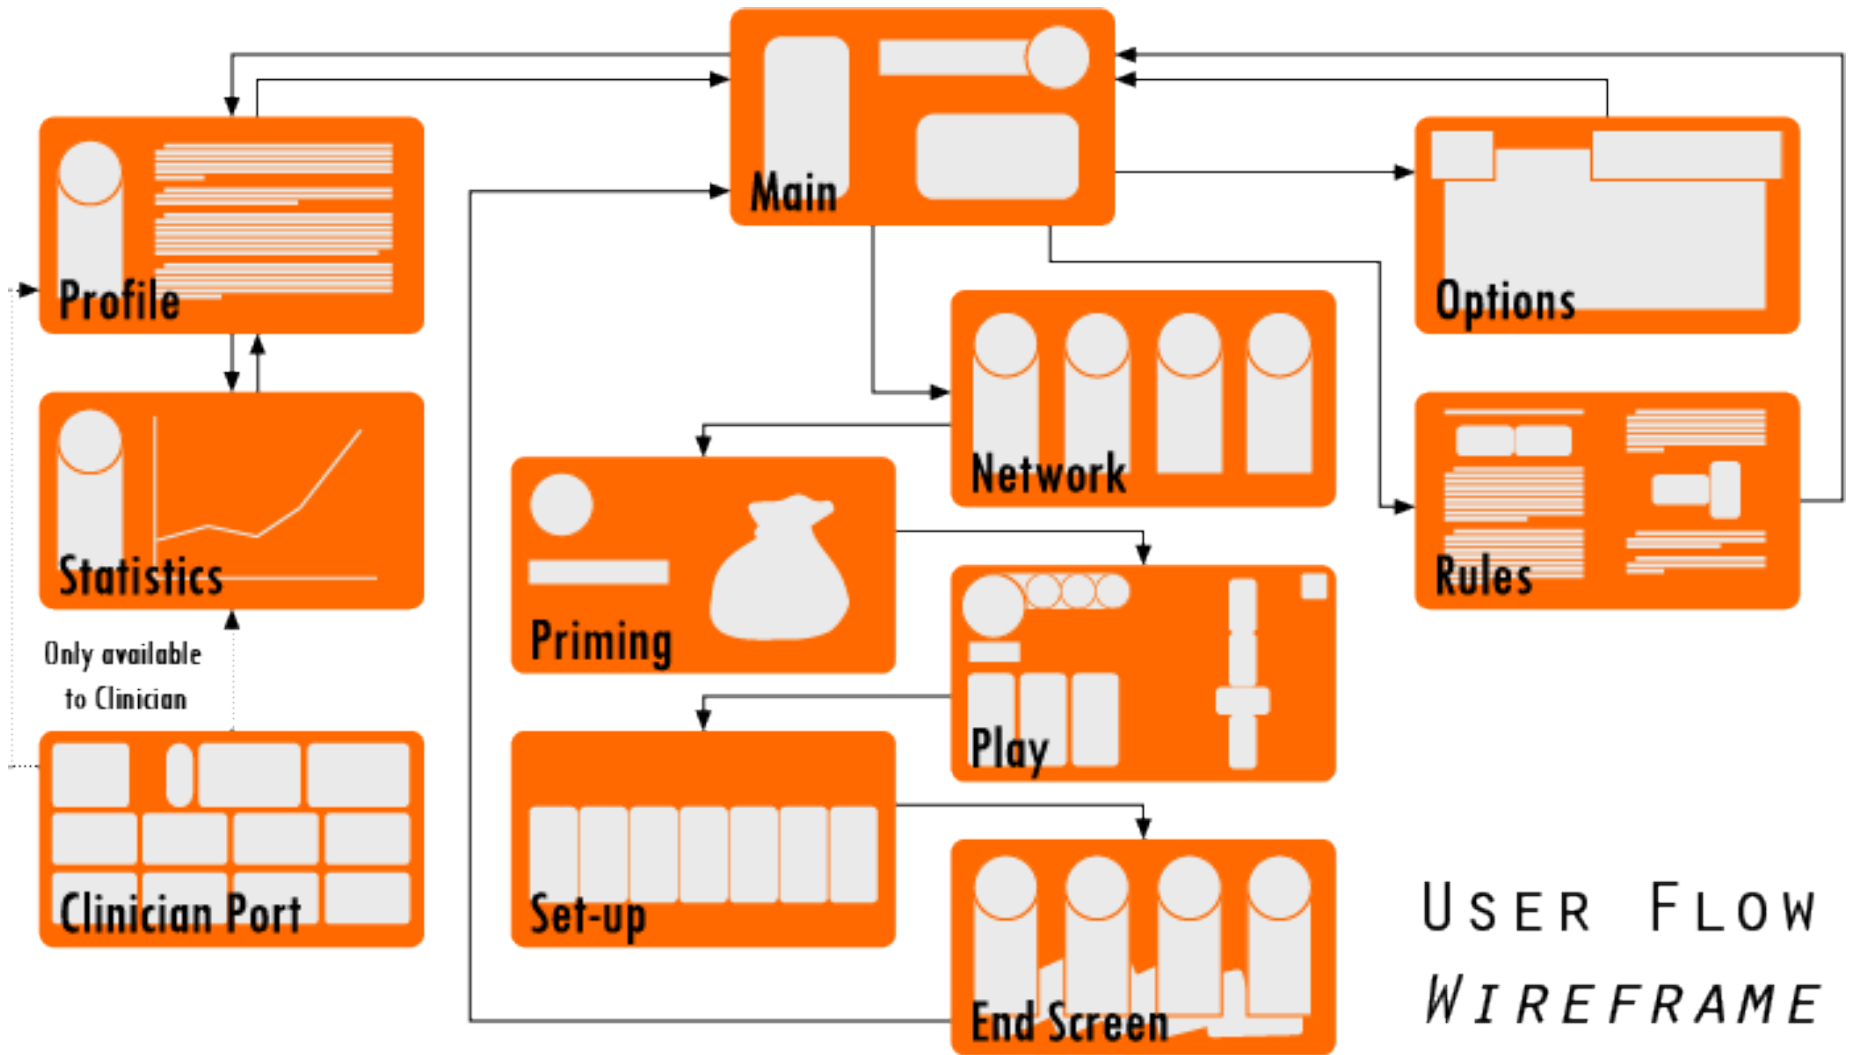 Main
Profile
Options
Network
Statistics
Rules
Priming
Only available
to Clinician
Play
Clinician Port
Set-up
End Screen
User Flow
Wireframe